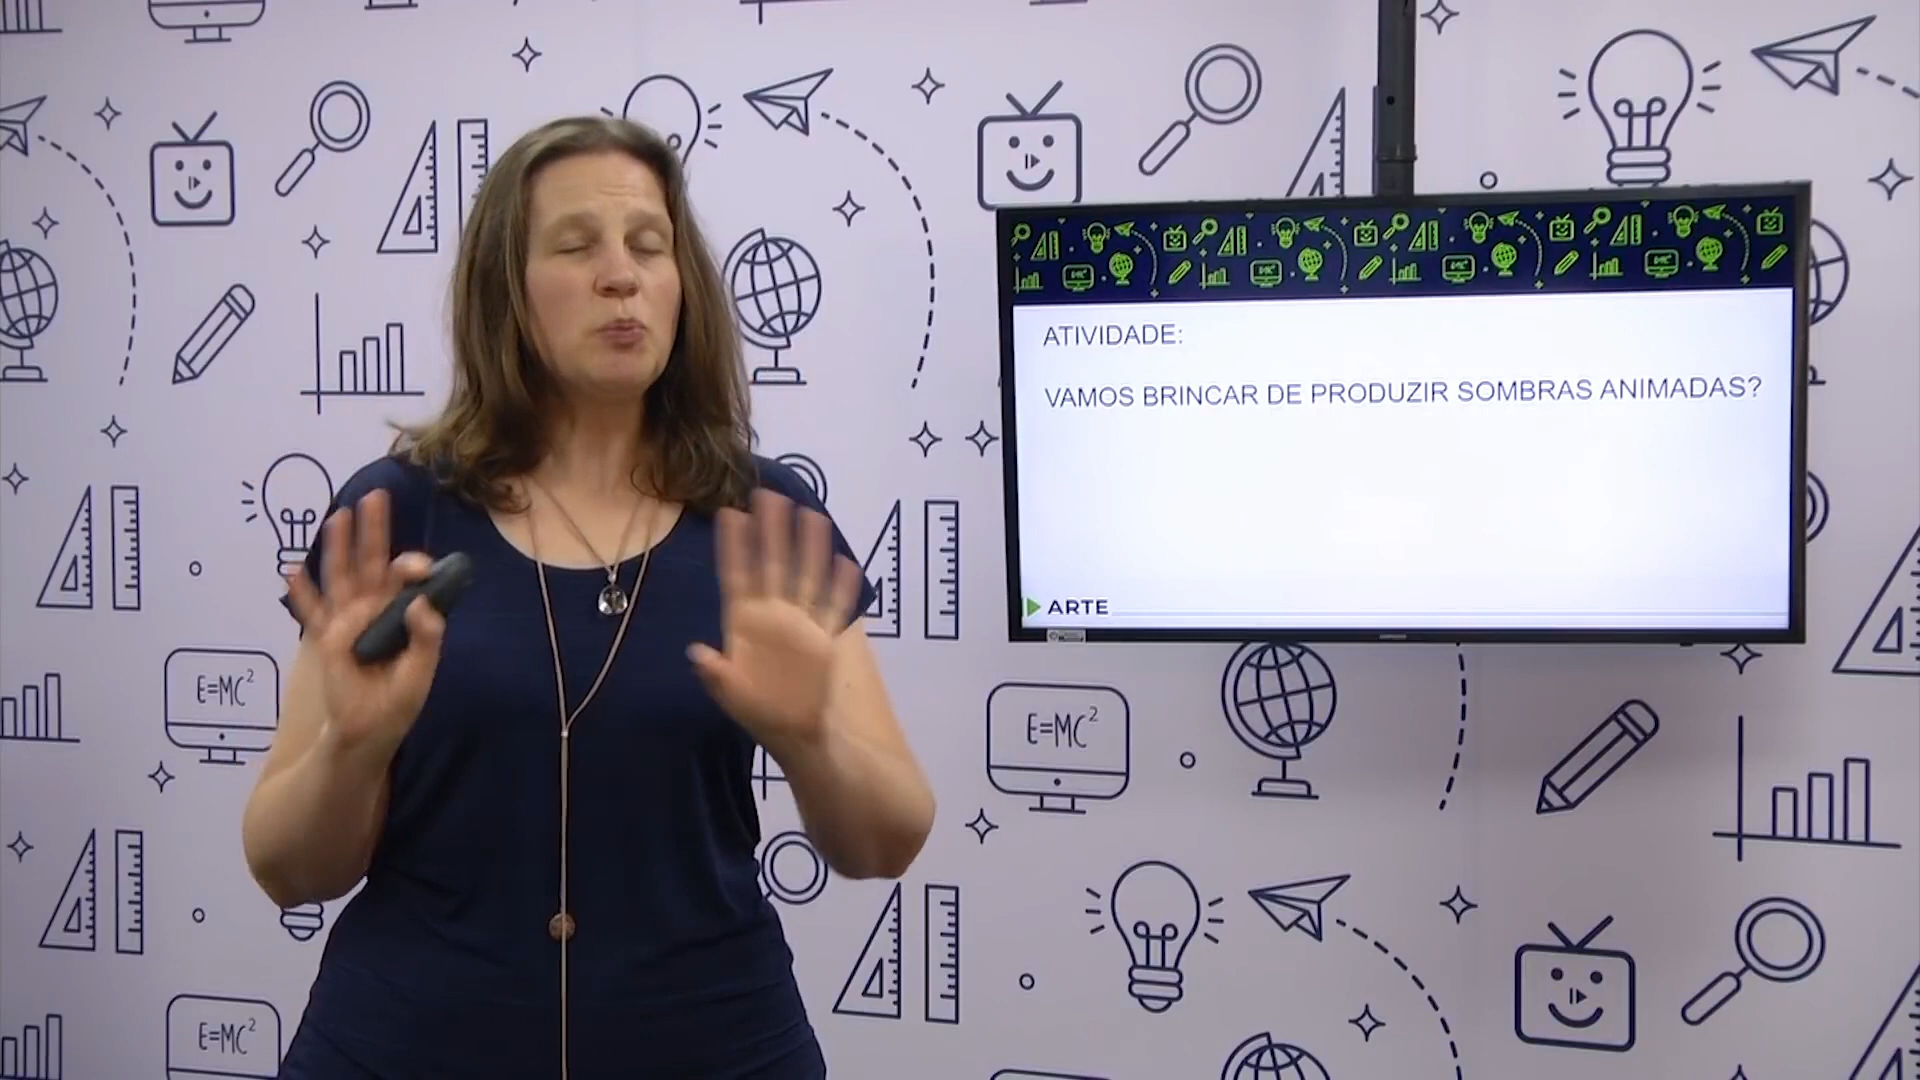 ATIVIDADE:
VAMOS BRINCAR DE PRODUZIR SOMBRAS ANIMADAS?
ARTE
E=MC²
E=MC²
E=MC²